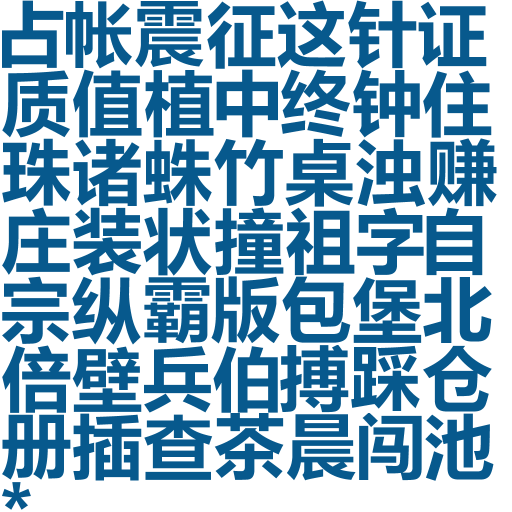 占帐震征这针证
质值植中终钟住
珠诸蛛竹桌浊赚
庄装状撞祖字自
宗纵霸版包堡北
倍壁兵伯搏踩仓
册插查茶晨闯池
*